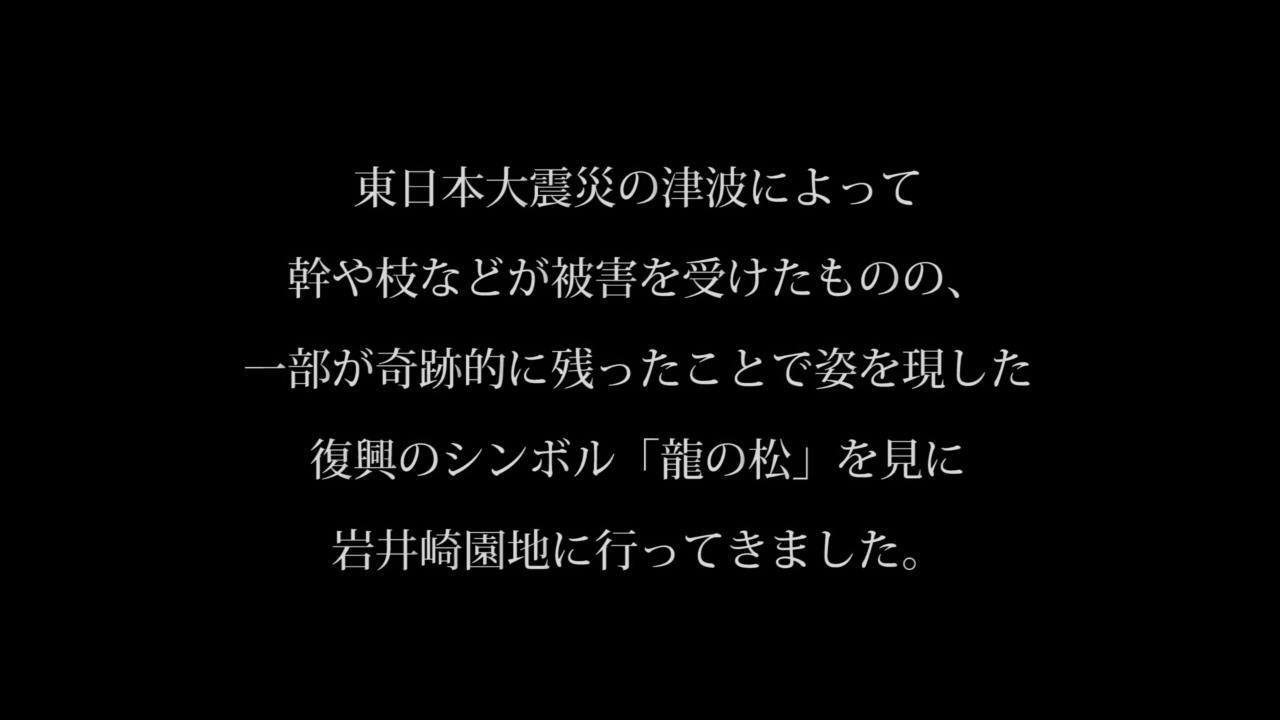 東日本大震災の津波によって
幹や枝などが被害を受けたものの、
一部が奇跡的に残ったことで姿を現した
復興のシンボル「龍の松」を見に
岩井崎園地に行ってきました。